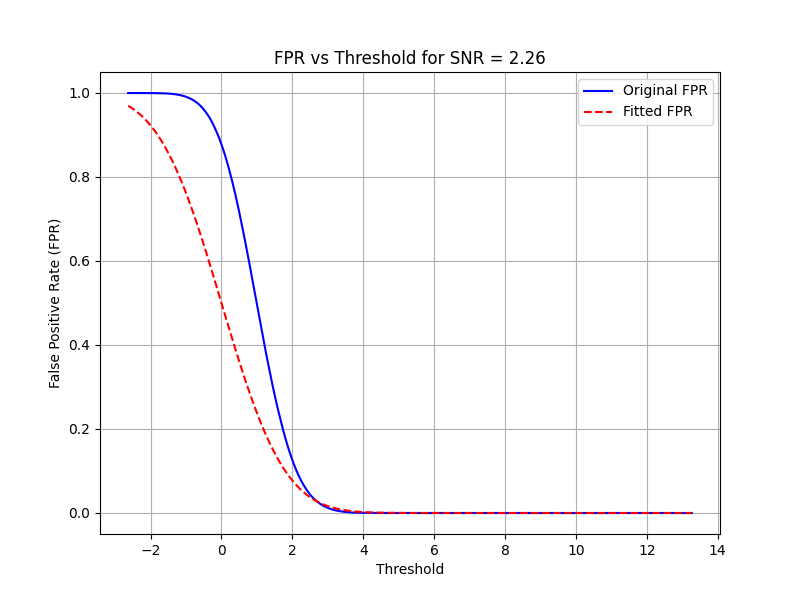 FPR vs Threshold for SNR = 2.26
Original FPR
Fitted FPR
False Positive Rate (FPR)
1.0
0.8
0.6
0.4
0.2
0.0
−2 0 2 4 6 8 10 12 14
Threshold